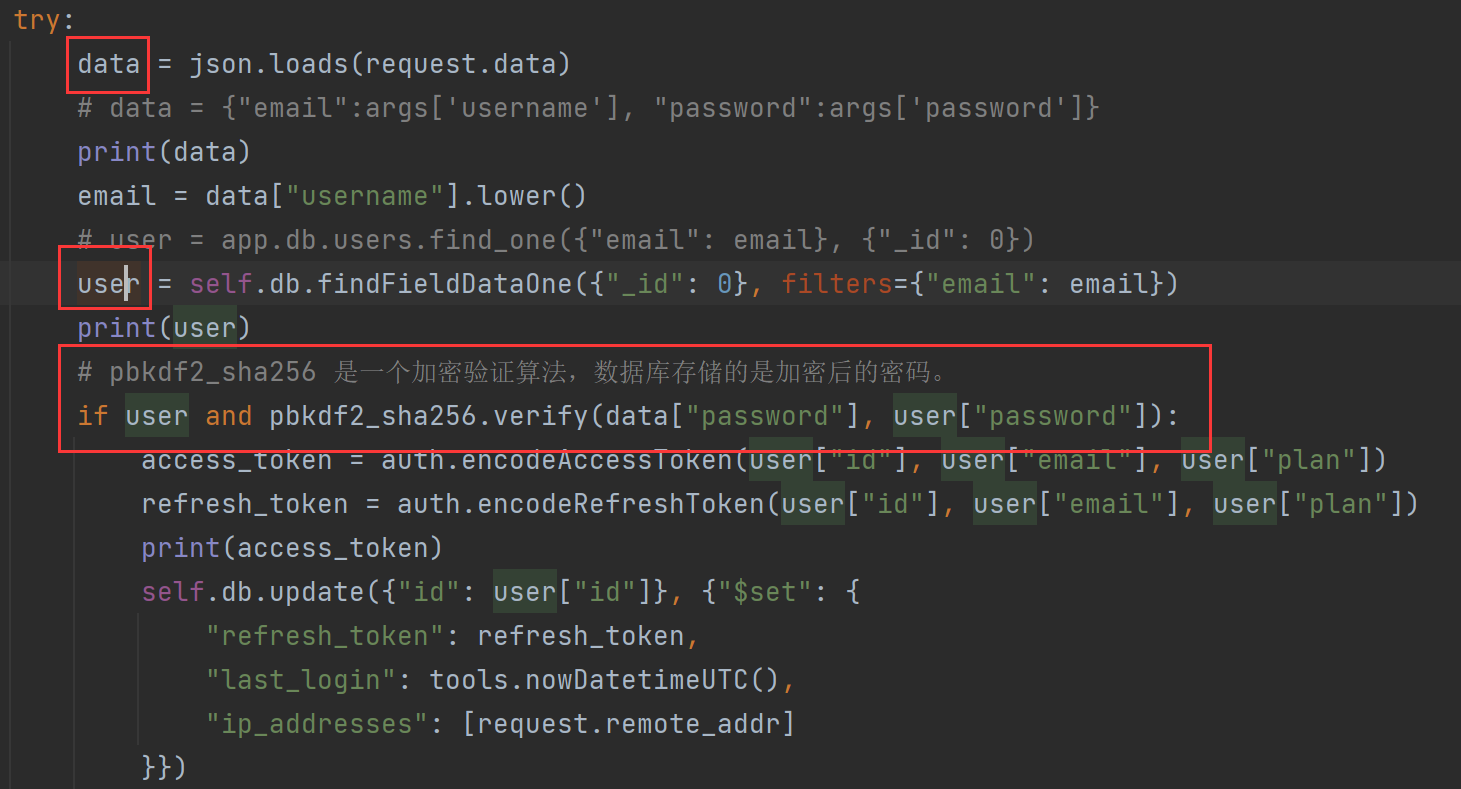 try:
data = json.loads(request.data)
# data = {"email":args['username'], "password":args['password']}
print(data)
email = data["username"].lower()
# user = app.db.users.find_one({"email": email}, {"_id": 0})
user = self.db.findFieldDataOne({"_id": 0}, filters={"email": email})
print(user)
# pbkdf2_sha256 是一个加密验证算法，数据库存储的是加密后的密码。
if user and pbkdf2_sha256.verify(data["password"], user["password"]):
access_token = auth.encodeAccessToken(user["id"], user["email"], user["plan"])
refresh_token = auth.encodeRefreshToken(user["id"], user["email"], user["plan"])
print(access_token)
self.db.update({"id": user["id"]}, {"$set": {
"refresh_token": refresh_token,
"last_login": tools.nowDatetimeUTC(),
"ip_addresses": [request.remote_addr]
}})